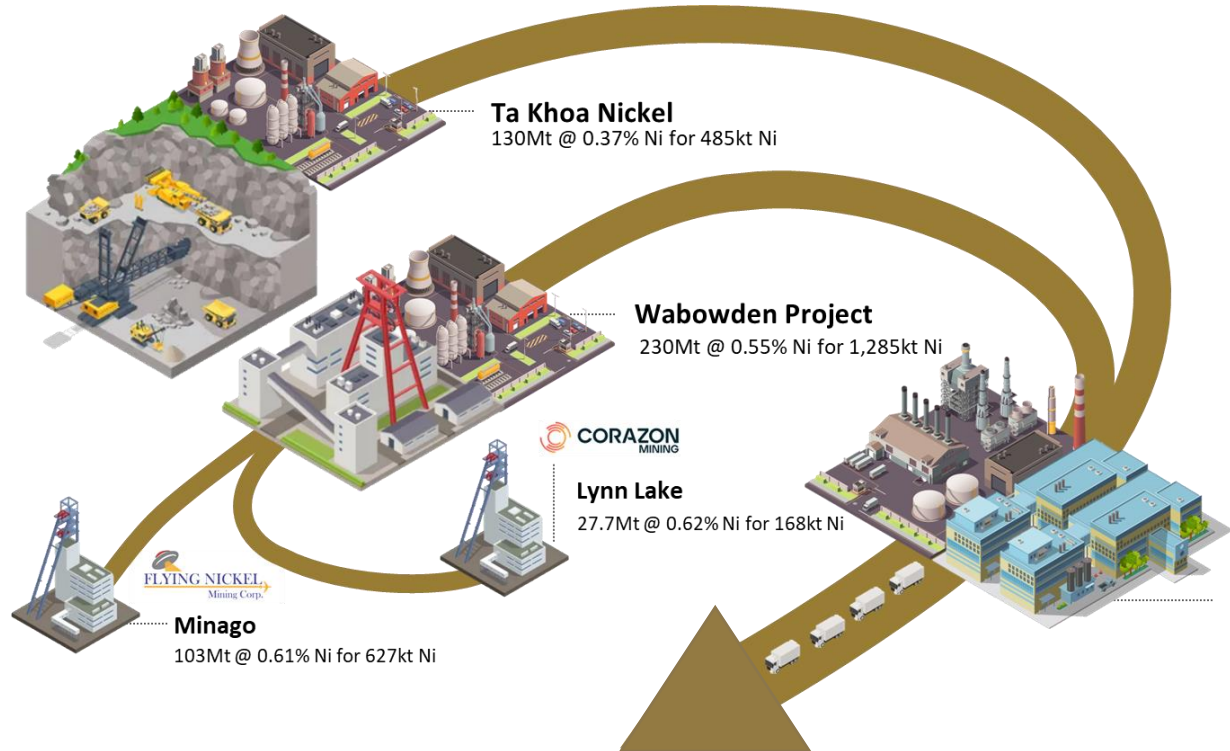 Ta Khoa Nickel
130Mt @ 0.37% Ni for 485kt Ni
Wabowden Project
230Mt @ 0.55% Ni for 1,285kt Ni
CORAZON
MINING
Lynn Lake
27.7Mt @ 0.62% Ni for 168kt Ni
FLYING NICKEL
Mining Corp.
Minago
103Mt @ 0.61% Ni for 627kt Ni